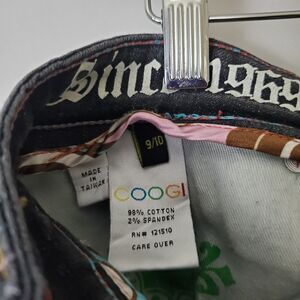 Since 1969
9/10
MADE
IN
TAIWAN
COOGI
98% COTTON
2% SPANDEX
RN# 121510
CARE OVER